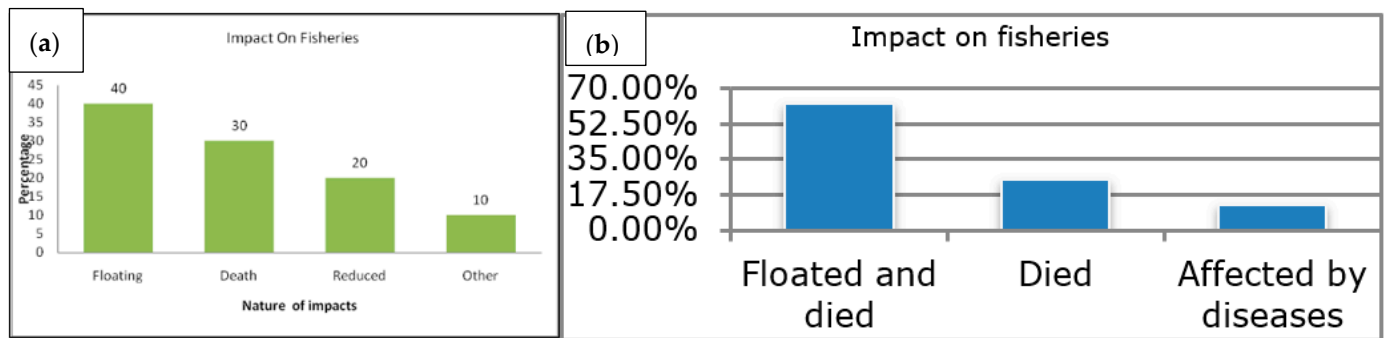 (a)
Impact On Fisheries
Percentage
45
40
35
30
25
20
15
10
5
0
40
30
20
10
Floating Death Reduced Other
Nature of impacts
(b)
Impact on fisheries
70.00%
52.50%
35.00%
17.50%
0.00%
Floated and died
Died
Affected by diseases